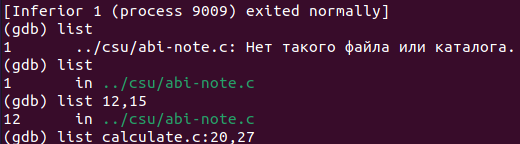 [Inferior 1 (process 9009) exited normally]
(gdb) list
1       ../csu/abi-note.c: Нет такого файла или каталога.
(gdb) list
1       in ../csu/abi-note.c
(gdb) list 12,15
12      in ../csu/abi-note.c
(gdb) list calculate.c:20,27